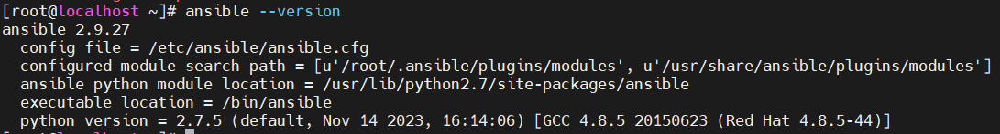 [root@localhost ~]# ansible --version
ansible 2.9.27
  config file = /etc/ansible/ansible.cfg
  configured module search path = [u'/root/.ansible/plugins/modules', u'/usr/share/ansible/plugins/modules']
  ansible python module location = /usr/lib/python2.7/site-packages/ansible
  executable location = /bin/ansible
  python version = 2.7.5 (default, Nov 14 2023, 16:14:06) [GCC 4.8.5 20150623 (Red Hat 4.8.5-44)]